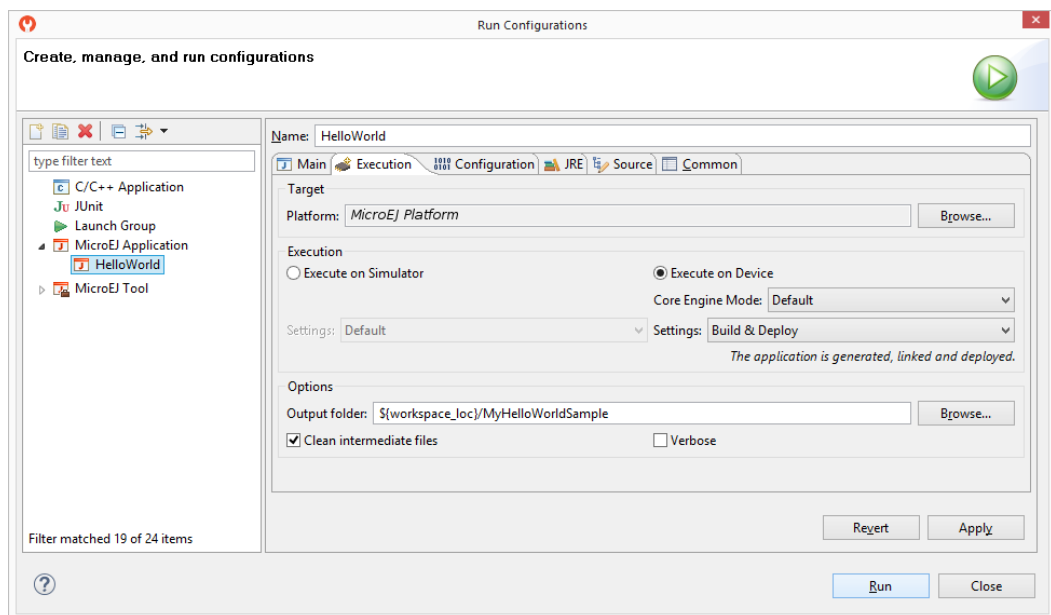 Run Configurations
Create, manage, and run configurations
type filter text
C/C++ Application
Ju JUnit
Launch Group
MicroEJ Application
HelloWorld
MicroEJ Tool
Filter matched 19 of 24 items
Name: HelloWorld
Main Execution Configuration JRE Source Common
Target
Platform: MicroEJ Platform Browse...
Execution
Execute on Simulator Execute on Device
Core Engine Mode: Default
Settings: Default Settings: Build & Deploy
The application is generated, linked and deployed.
Options
Output folder: ${workspace_loc}/MyHelloWorldSample Browse...
Clean intermediate files Verbose
Revert Apply
Run Close